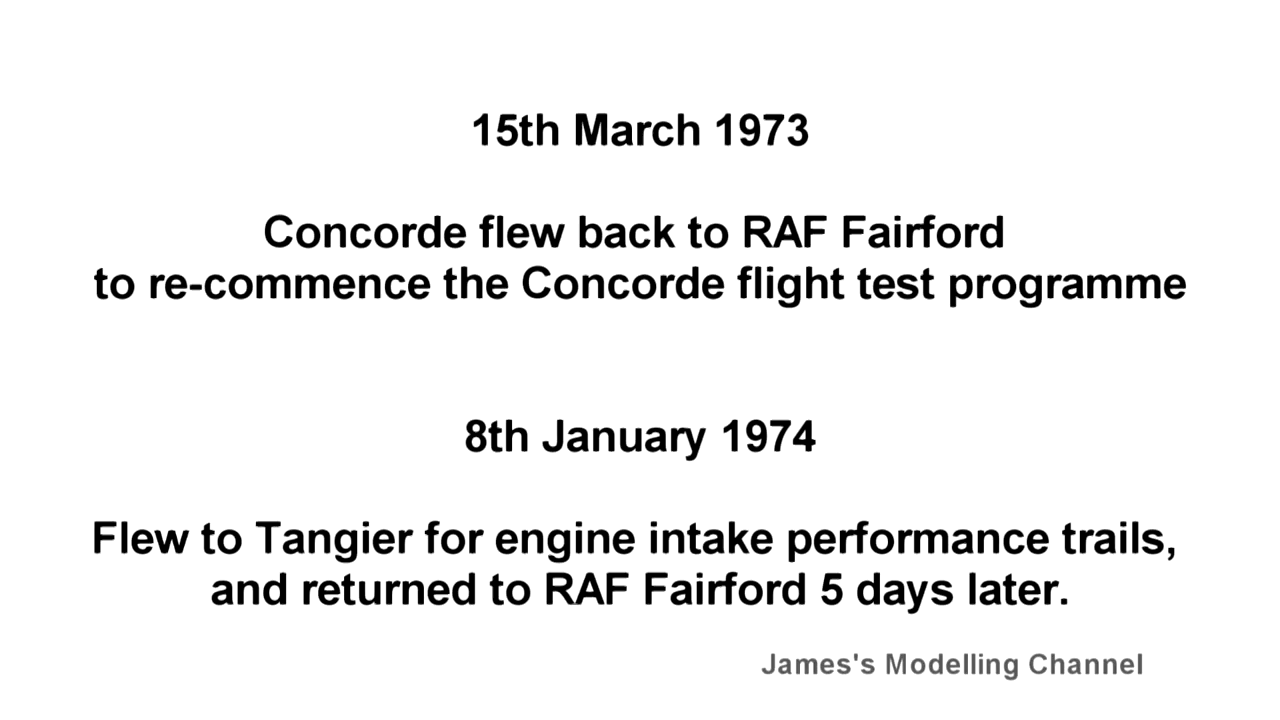 15th March 1973
Concorde flew back to RAF Fairford
to re-commence the Concorde flight test programme
8th January 1974
Flew to Tangier for engine intake performance trails,
and returned to RAF Fairford 5 days later.
James's Modelling Channel